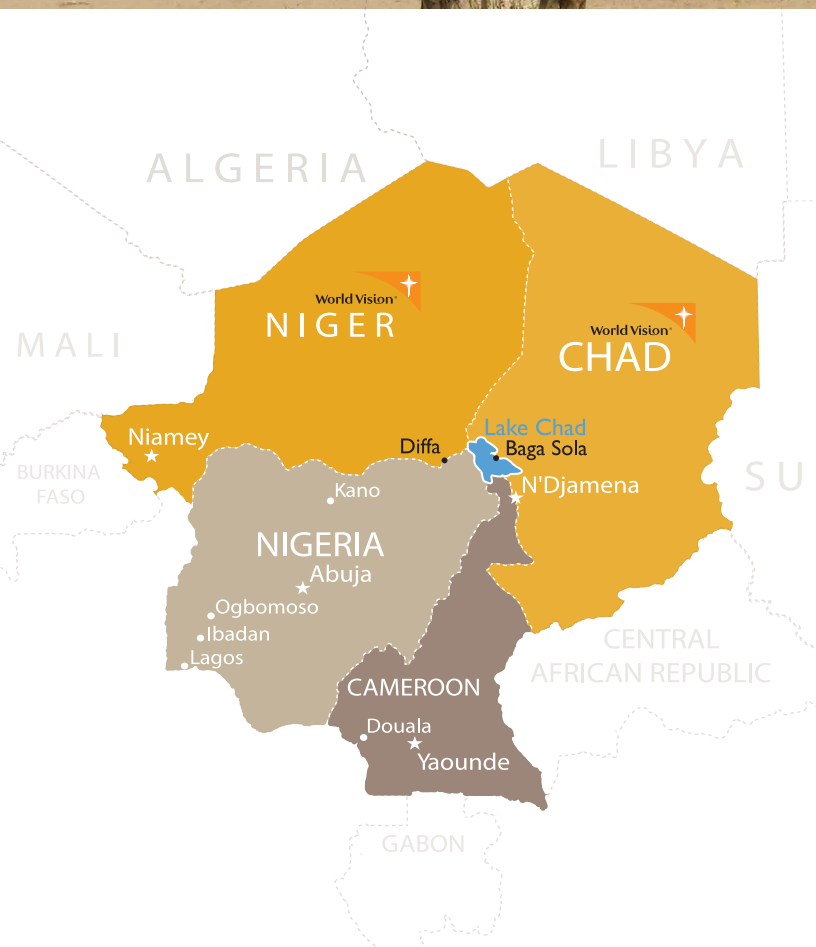 ALGERIA
LIBYA
World Vision®
NIGER
World Vision®
CHAD
MALI
Niamey
Diffa
Lake Chad
Baga Sola
BURKINA
FASO
Kano
N'Djamena
SU
NIGERIA
Abuja
Ogbomoso
Ibadan
Lagos
CENTRAL
AFRICAN REPUBLIC
CAMEROON
Douala
Yaounde
GABON